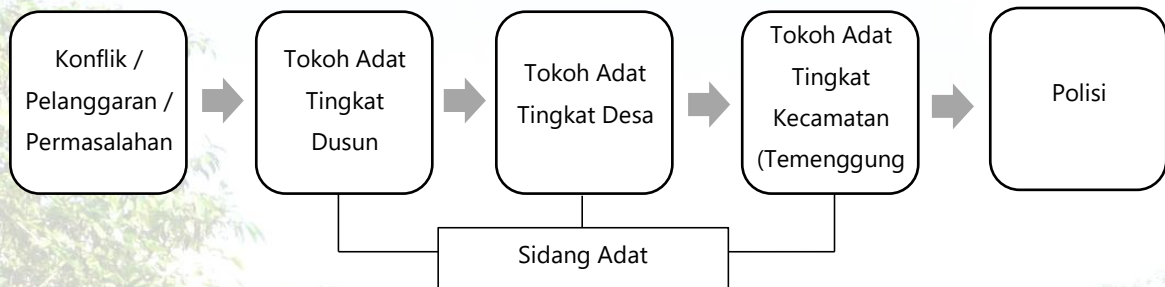 Konflik /
Pelanggaran /
Permasalahan
Tokoh Adat
Tingkat
Dusun
Tokoh Adat
Tingkat Desa
Tokoh Adat
Tingkat
Kecamatan
(Temenggung
Polisi
Sidang Adat